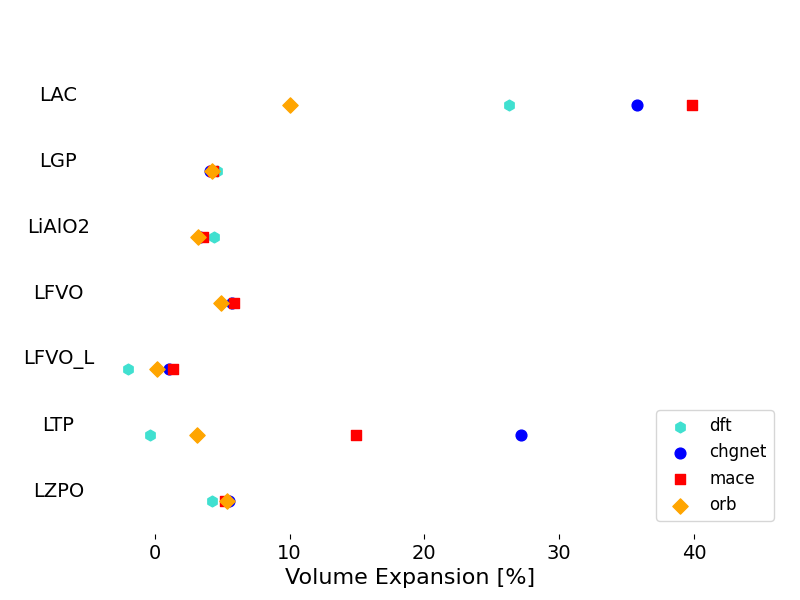 LAC
LGP
LiAlO2
LFVO
LFVO_L
LTP
LZPO
dft
chgnet
mace
orb
0 10 20 30 40
Volume Expansion [%]